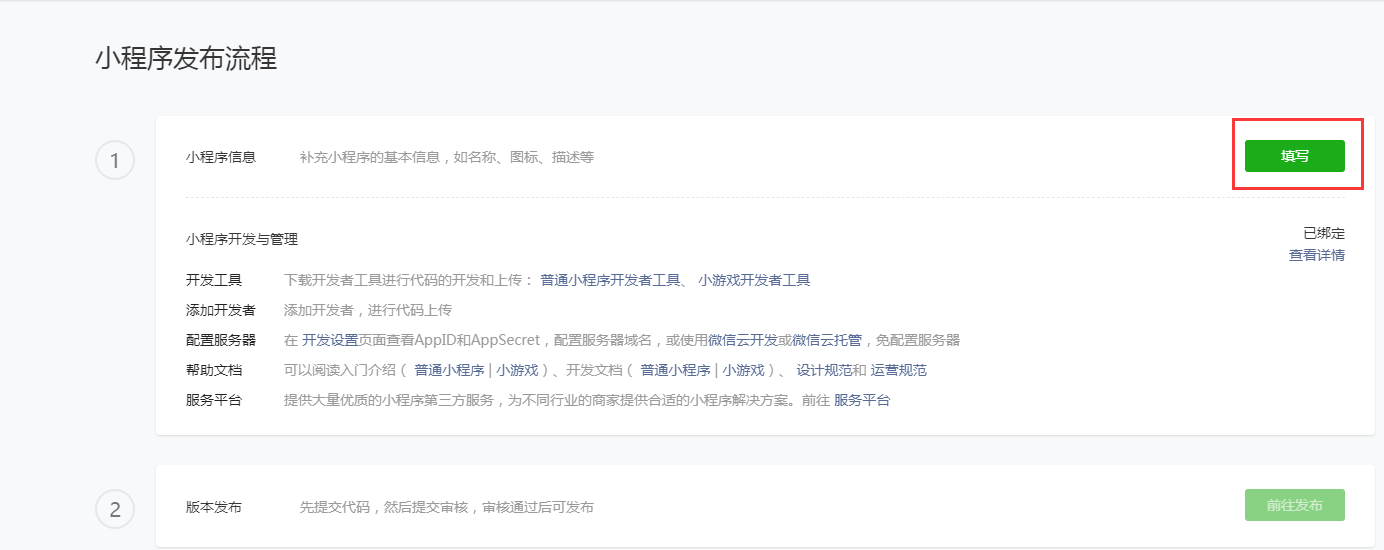 小程序发布流程
1
小程序信息 补充小程序的基本信息，如名称、图标、描述等 填写
小程序开发与管理 已绑定
查看详情
开发工具 下载开发者工具进行代码的开发和上传： 普通小程序开发者工具、 小游戏开发者工具
添加开发者 添加开发者，进行代码上传
配置服务器 在 开发设置页面查看AppID和AppSecret，配置服务器域名，或使用微信云开发或微信云托管，免配置服务器
帮助文档 可以阅读入门介绍（ 普通小程序 | 小游戏 ）、开发文档（ 普通小程序 | 小游戏 ）、 设计规范和 运营规范
服务平台 提供大量优质的小程序第三方服务，为不同行业的商家提供合适的小程序解决方案。前往 服务平台
2
版本发布 先提交代码，然后提交审核，审核通过后可发布 前往发布